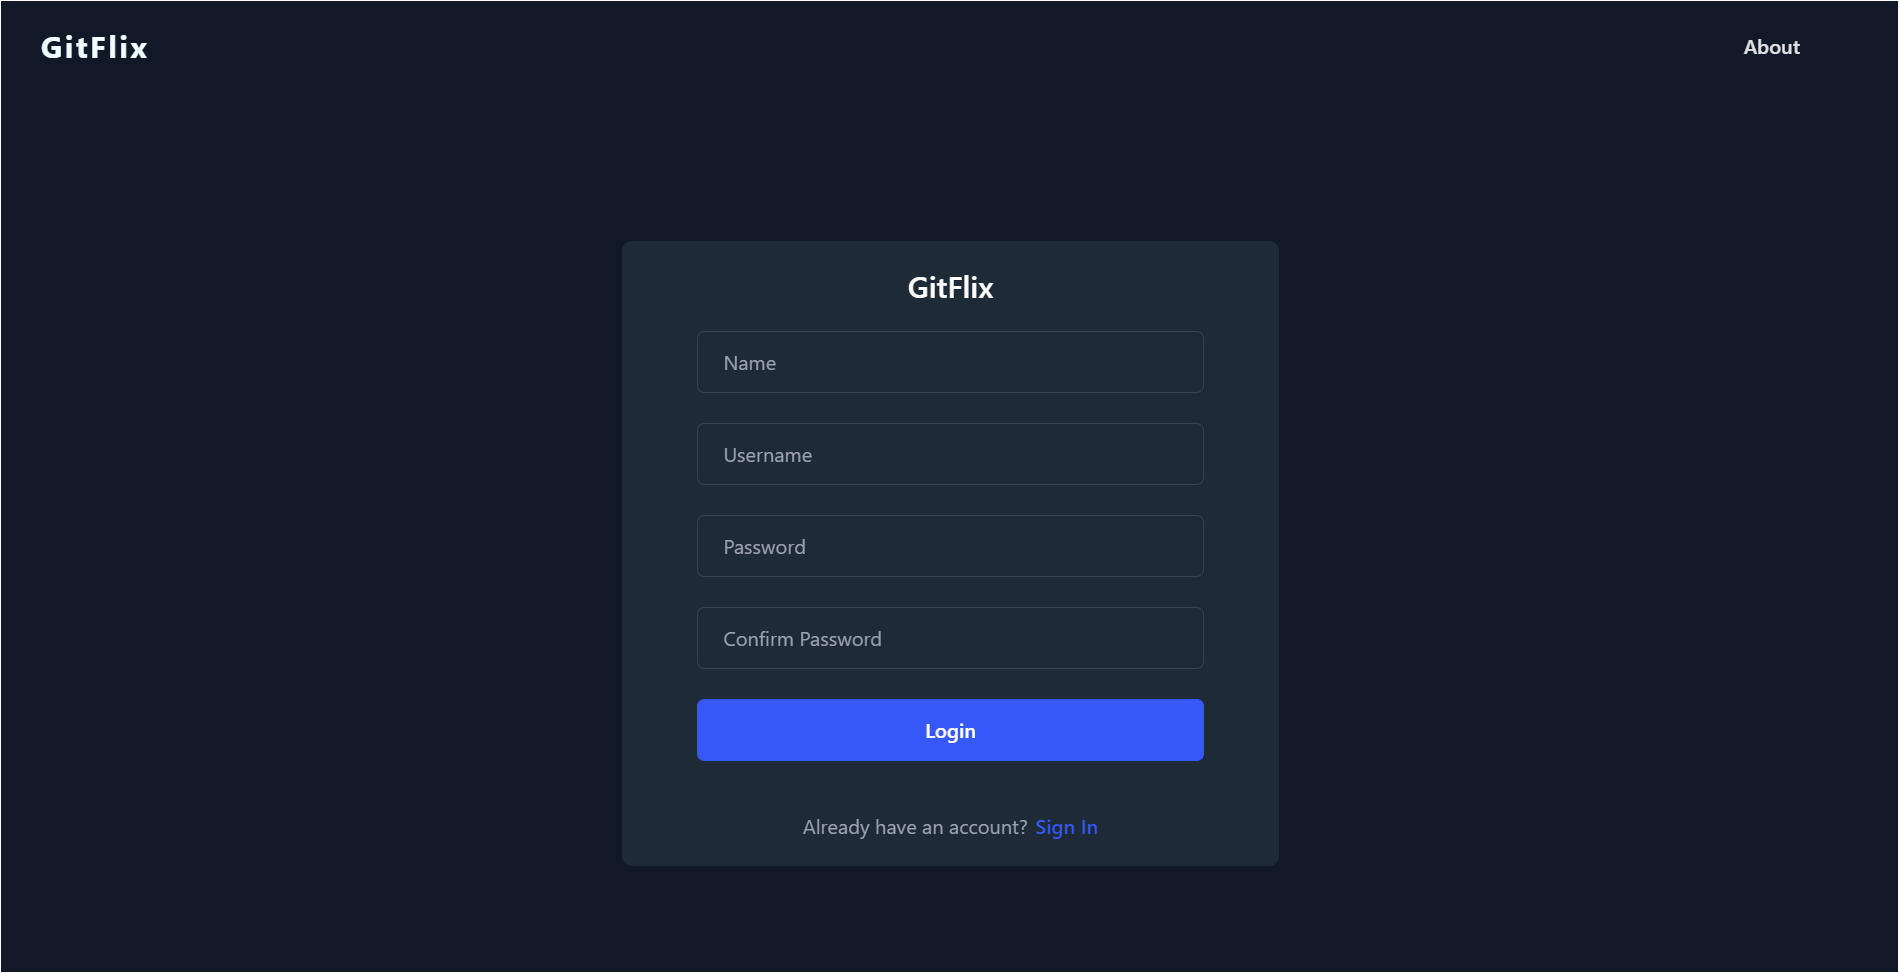 GitFlix
About
GitFlix
Name
Username
Password
Confirm Password
Login
Already have an account? Sign In